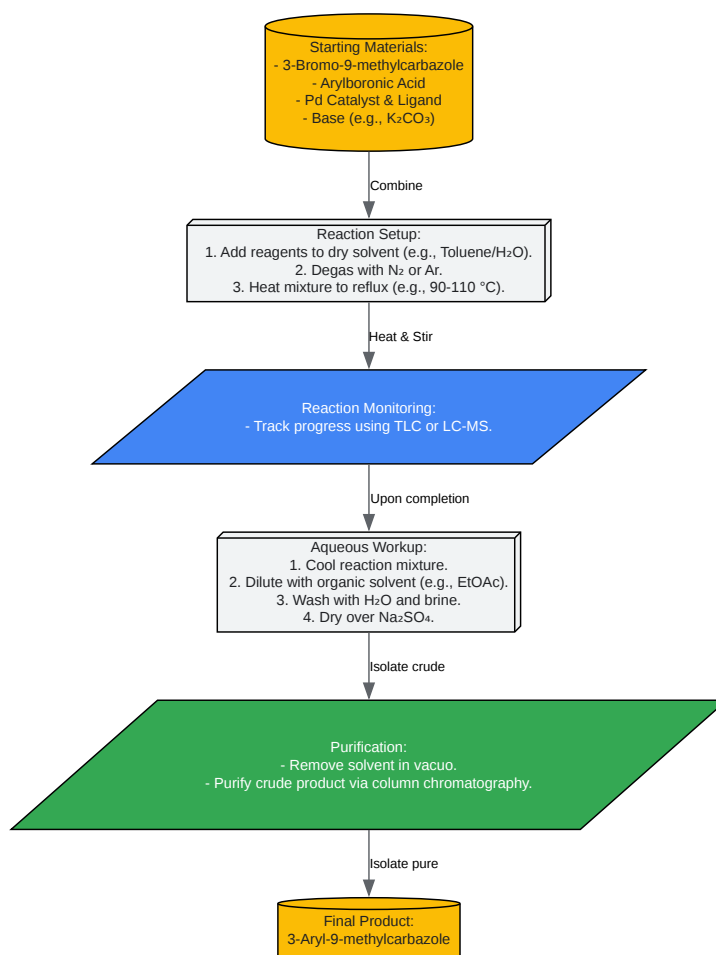 Starting Materials:
- 3-Bromo-9-methylcarbazole
- Arylboronic Acid
- Pd Catalyst & Ligand
- Base (e.g., K₂CO₃)
Combine
Reaction Setup:
1. Add reagents to dry solvent (e.g., Toluene/H₂O).
2. Degas with N₂ or Ar.
3. Heat mixture to reflux (e.g., 90-110 °C).
Heat & Stir
Reaction Monitoring:
- Track progress using TLC or LC-MS.
Upon completion
Aqueous Workup:
1. Cool reaction mixture.
2. Dilute with organic solvent (e.g., EtOAc).
3. Wash with H₂O and brine.
4. Dry over Na₂SO₄.
Isolate crude
Purification:
- Remove solvent in vacuo.
- Purify crude product via column chromatography.
Isolate pure
Final Product:
3-Aryl-9-methylcarbazole